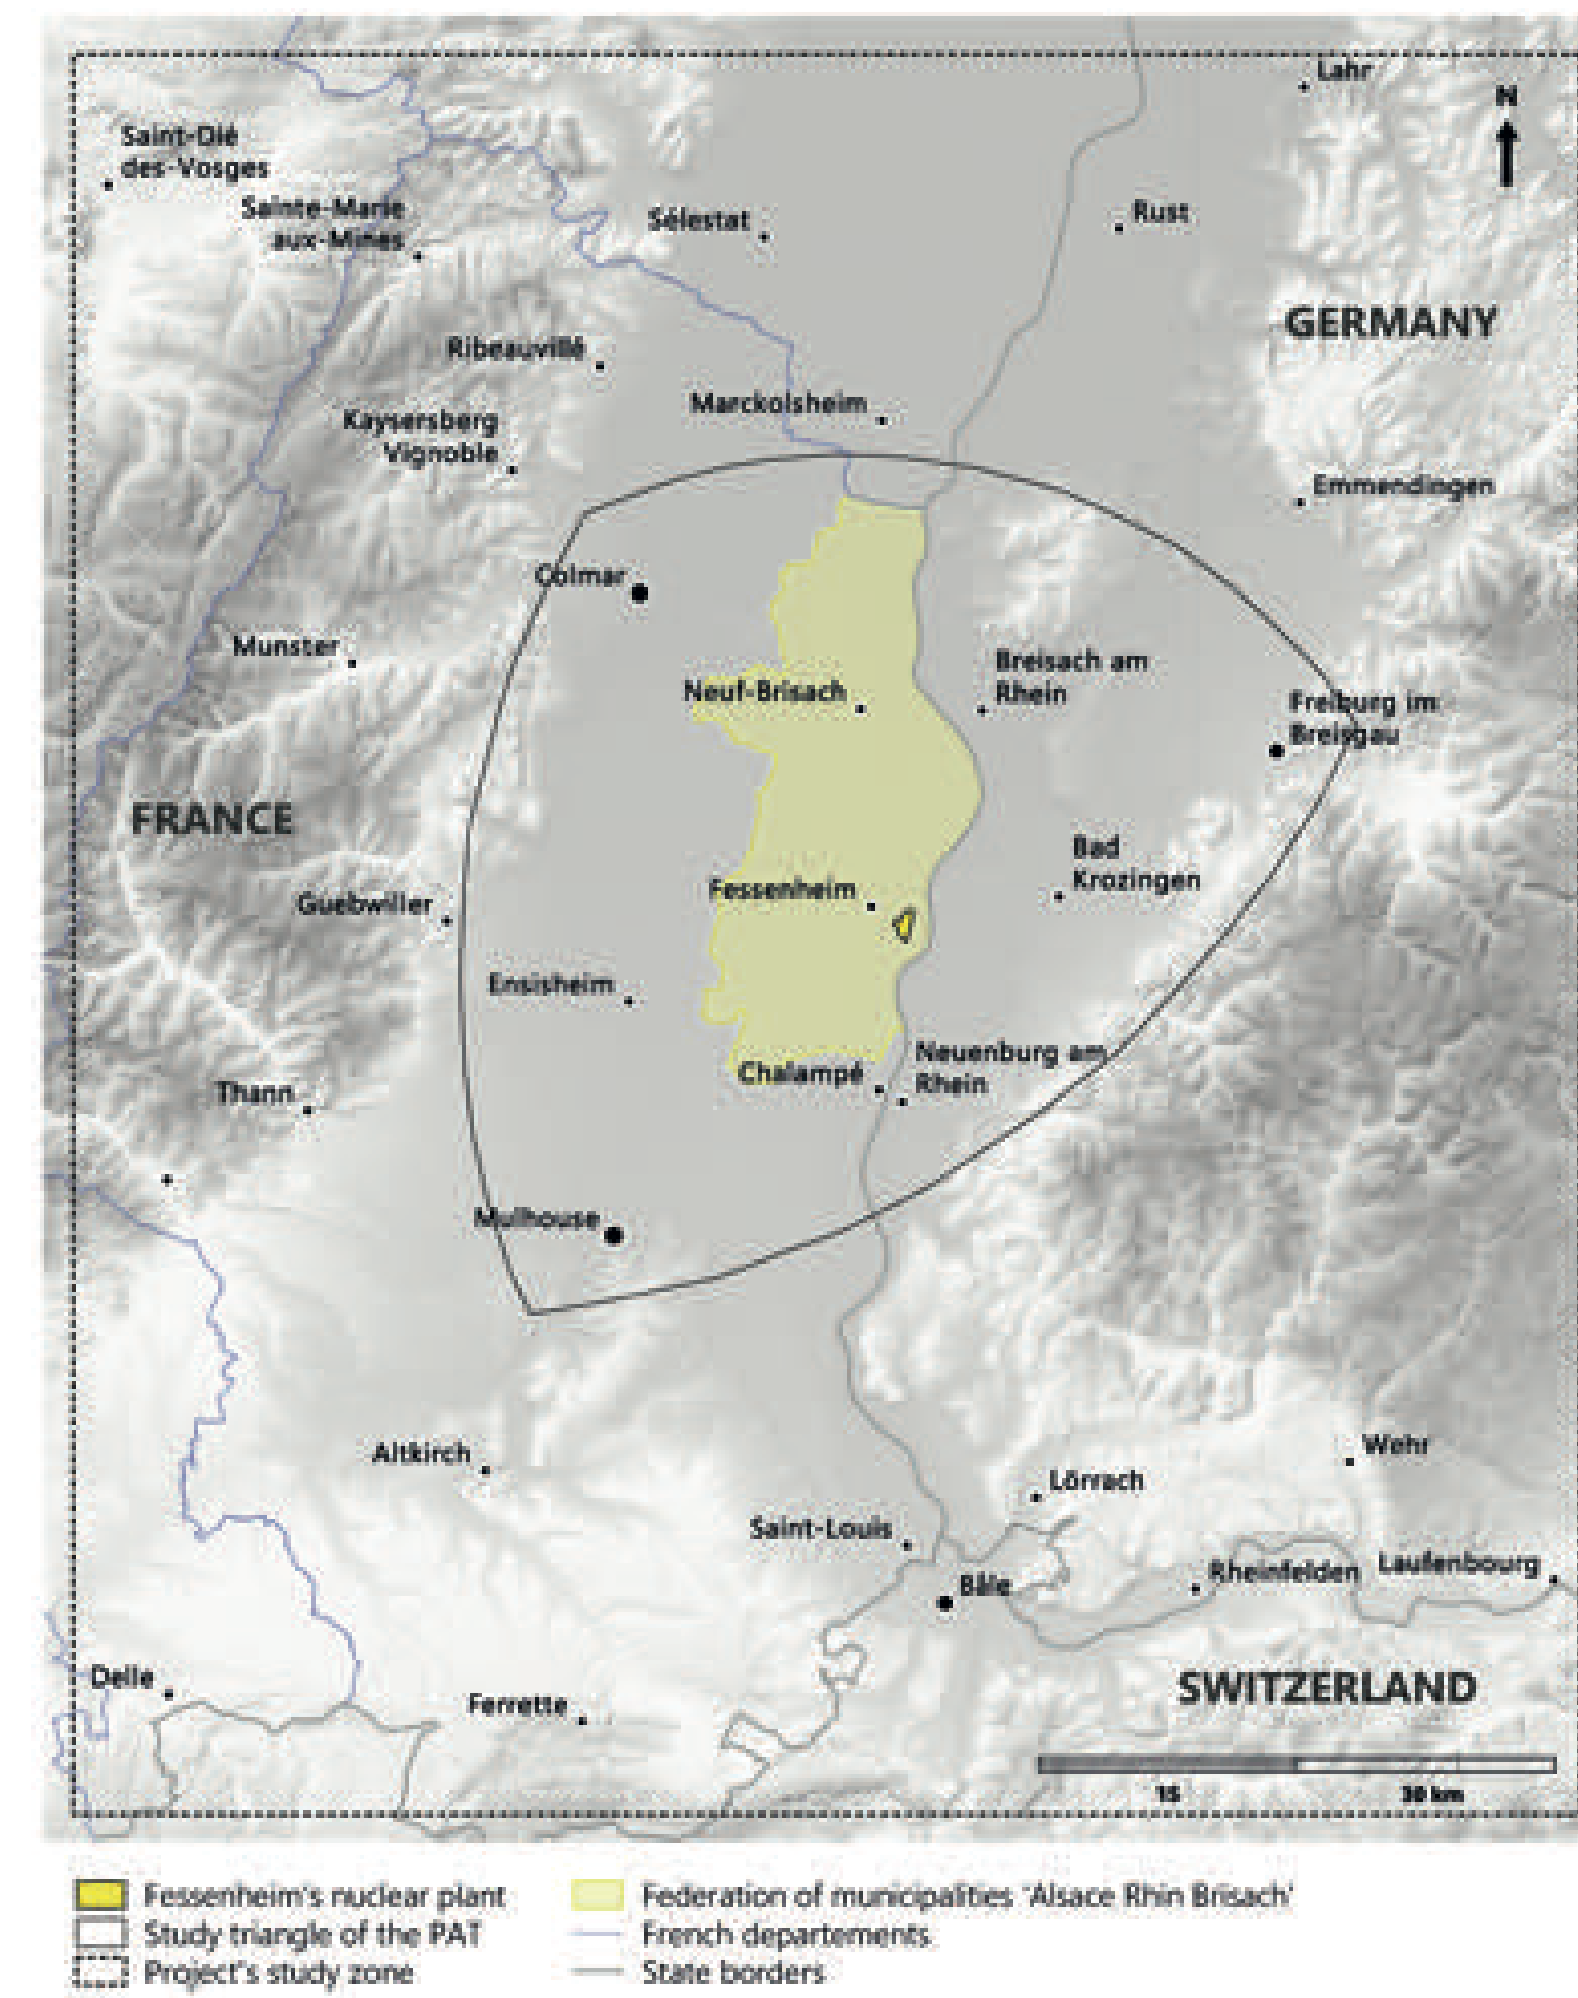 Lahr
N
Saint-Dié
des-Vosges
Sainte-Marie
aux-Mines
Sélestat
Rust
GERMANY
Ribeauvillé
Marckolsheim
Kaysersberg
Vignoble
Emmendingen
Colmar
Munster
Breisach am
Rhein
Neuf-Brisach
Freiburg im
Breisgau
FRANCE
Bad
Krozingen
Fessenheim
Guebwiller
Ensisheim
Neuenburg am
Rhein
Chalampé
Thann
Mulhouse
Altkirch
Wehr
Lörrach
Saint-Louis
Rheinfelden
Laufenbourg
Bâle
Delle
Ferrette
SWITZERLAND
15
30 km
Fessenheim's nuclear plant
Study triangle of the PAT
Project's study zone
Federation of municipalities 'Alsace Rhin Brisach'
French departements
State borders